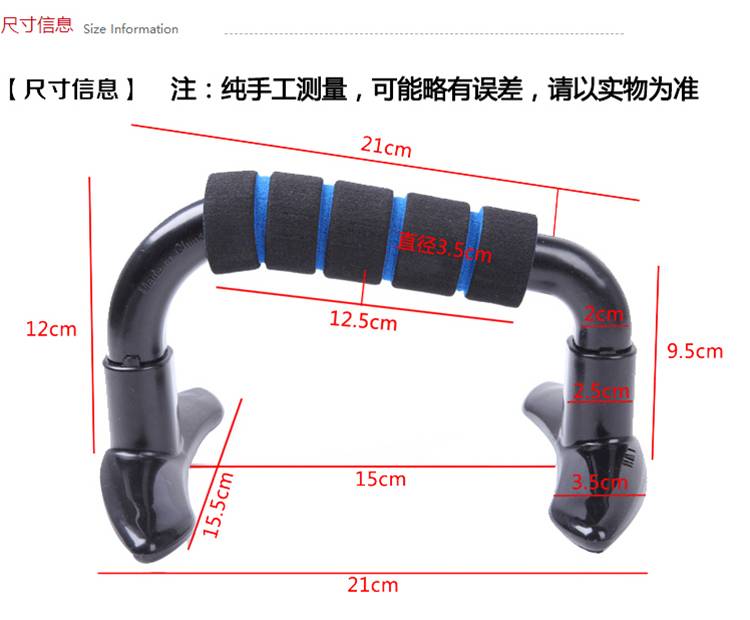 尺寸信息 Size Information
【尺寸信息】 注：纯手工测量，可能略有误差，请以实物为准
21cm
直径3.5cm
12.5cm
12cm
2cm
9.5cm
2.5cm
3.5cm
15cm
15.5cm
21cm